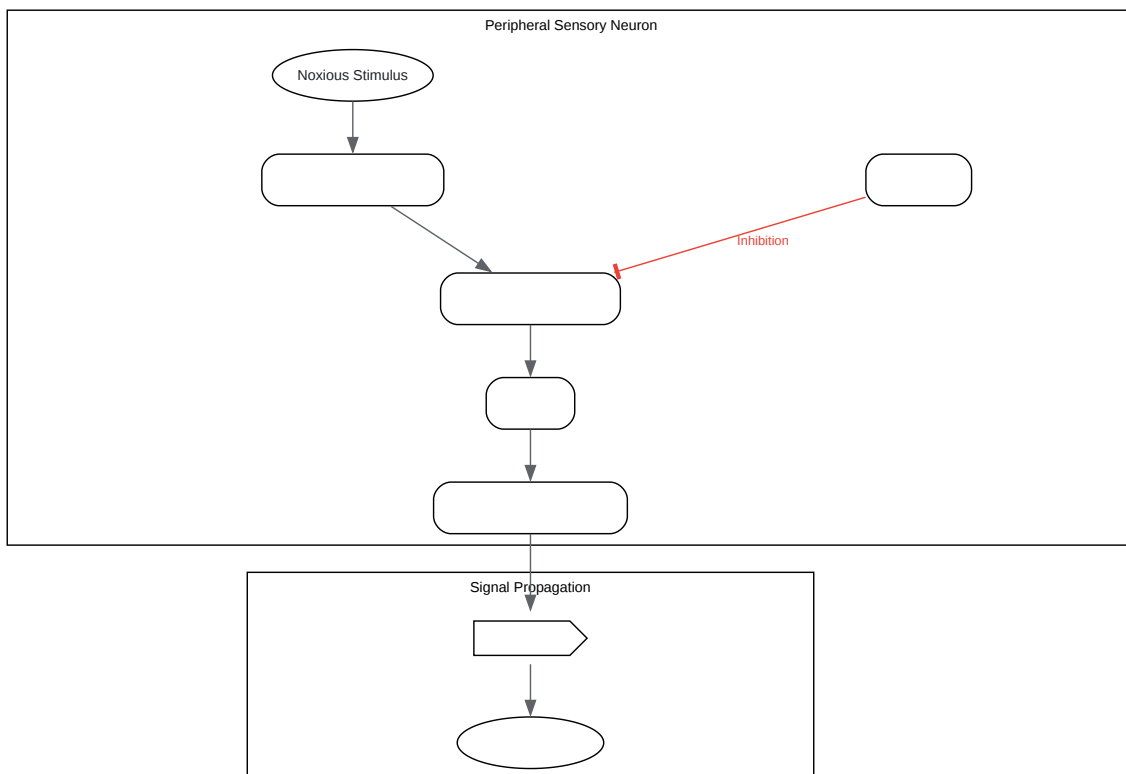 Peripheral Sensory Neuron
Noxious Stimulus
Inhibition
Signal Propagation